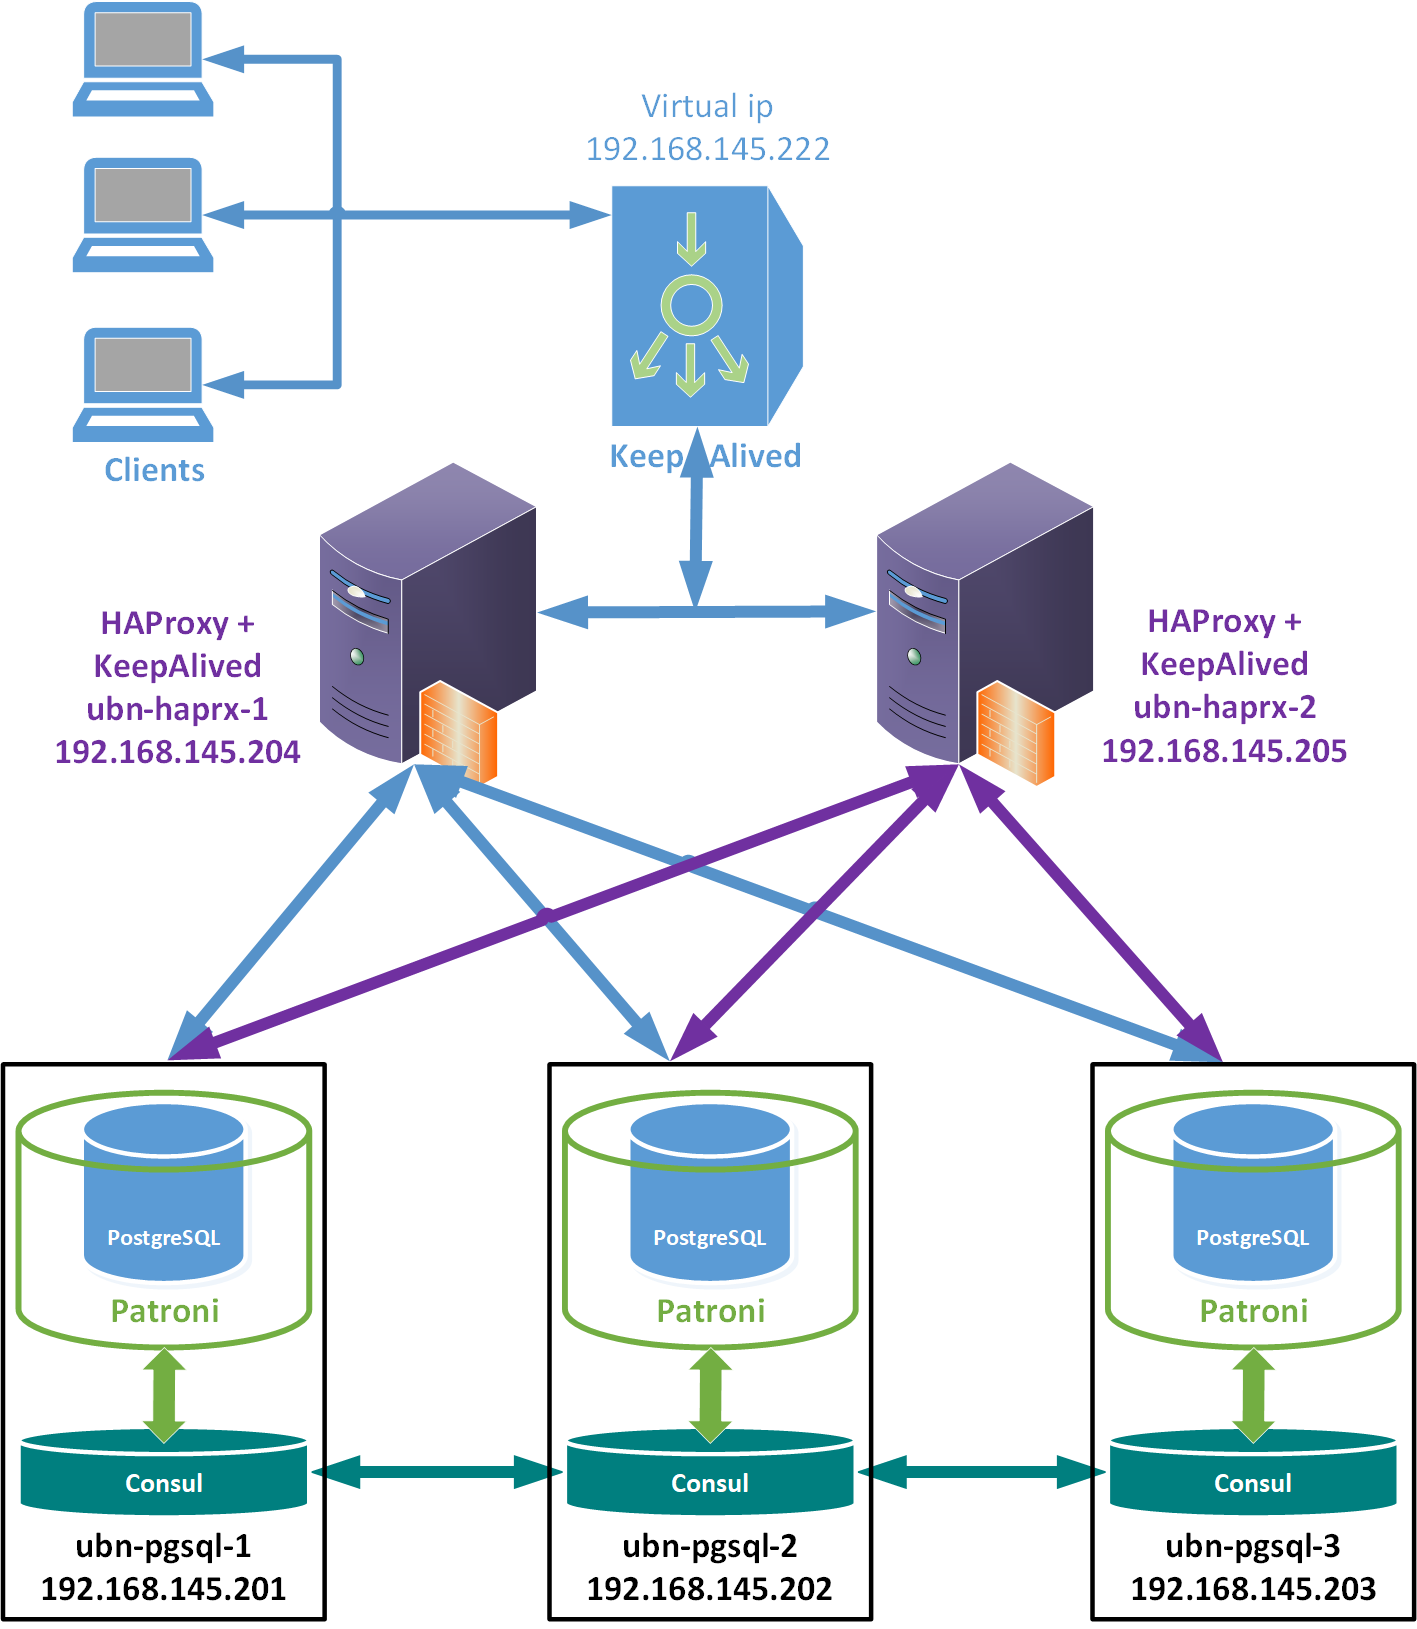 Virtual ip
192.168.145.222
Keep Alived
Clients
HAProxy +
KeepAlived
ubn-haprx-1
192.168.145.204
HAProxy +
KeepAlived
ubn-haprx-2
192.168.145.205
PostgreSQL
Patroni
Consul
ubn-pgsql-1
192.168.145.201
PostgreSQL
Patroni
Consul
ubn-pgsql-2
192.168.145.202
PostgreSQL
Patroni
Consul
ubn-pgsql-3
192.168.145.203